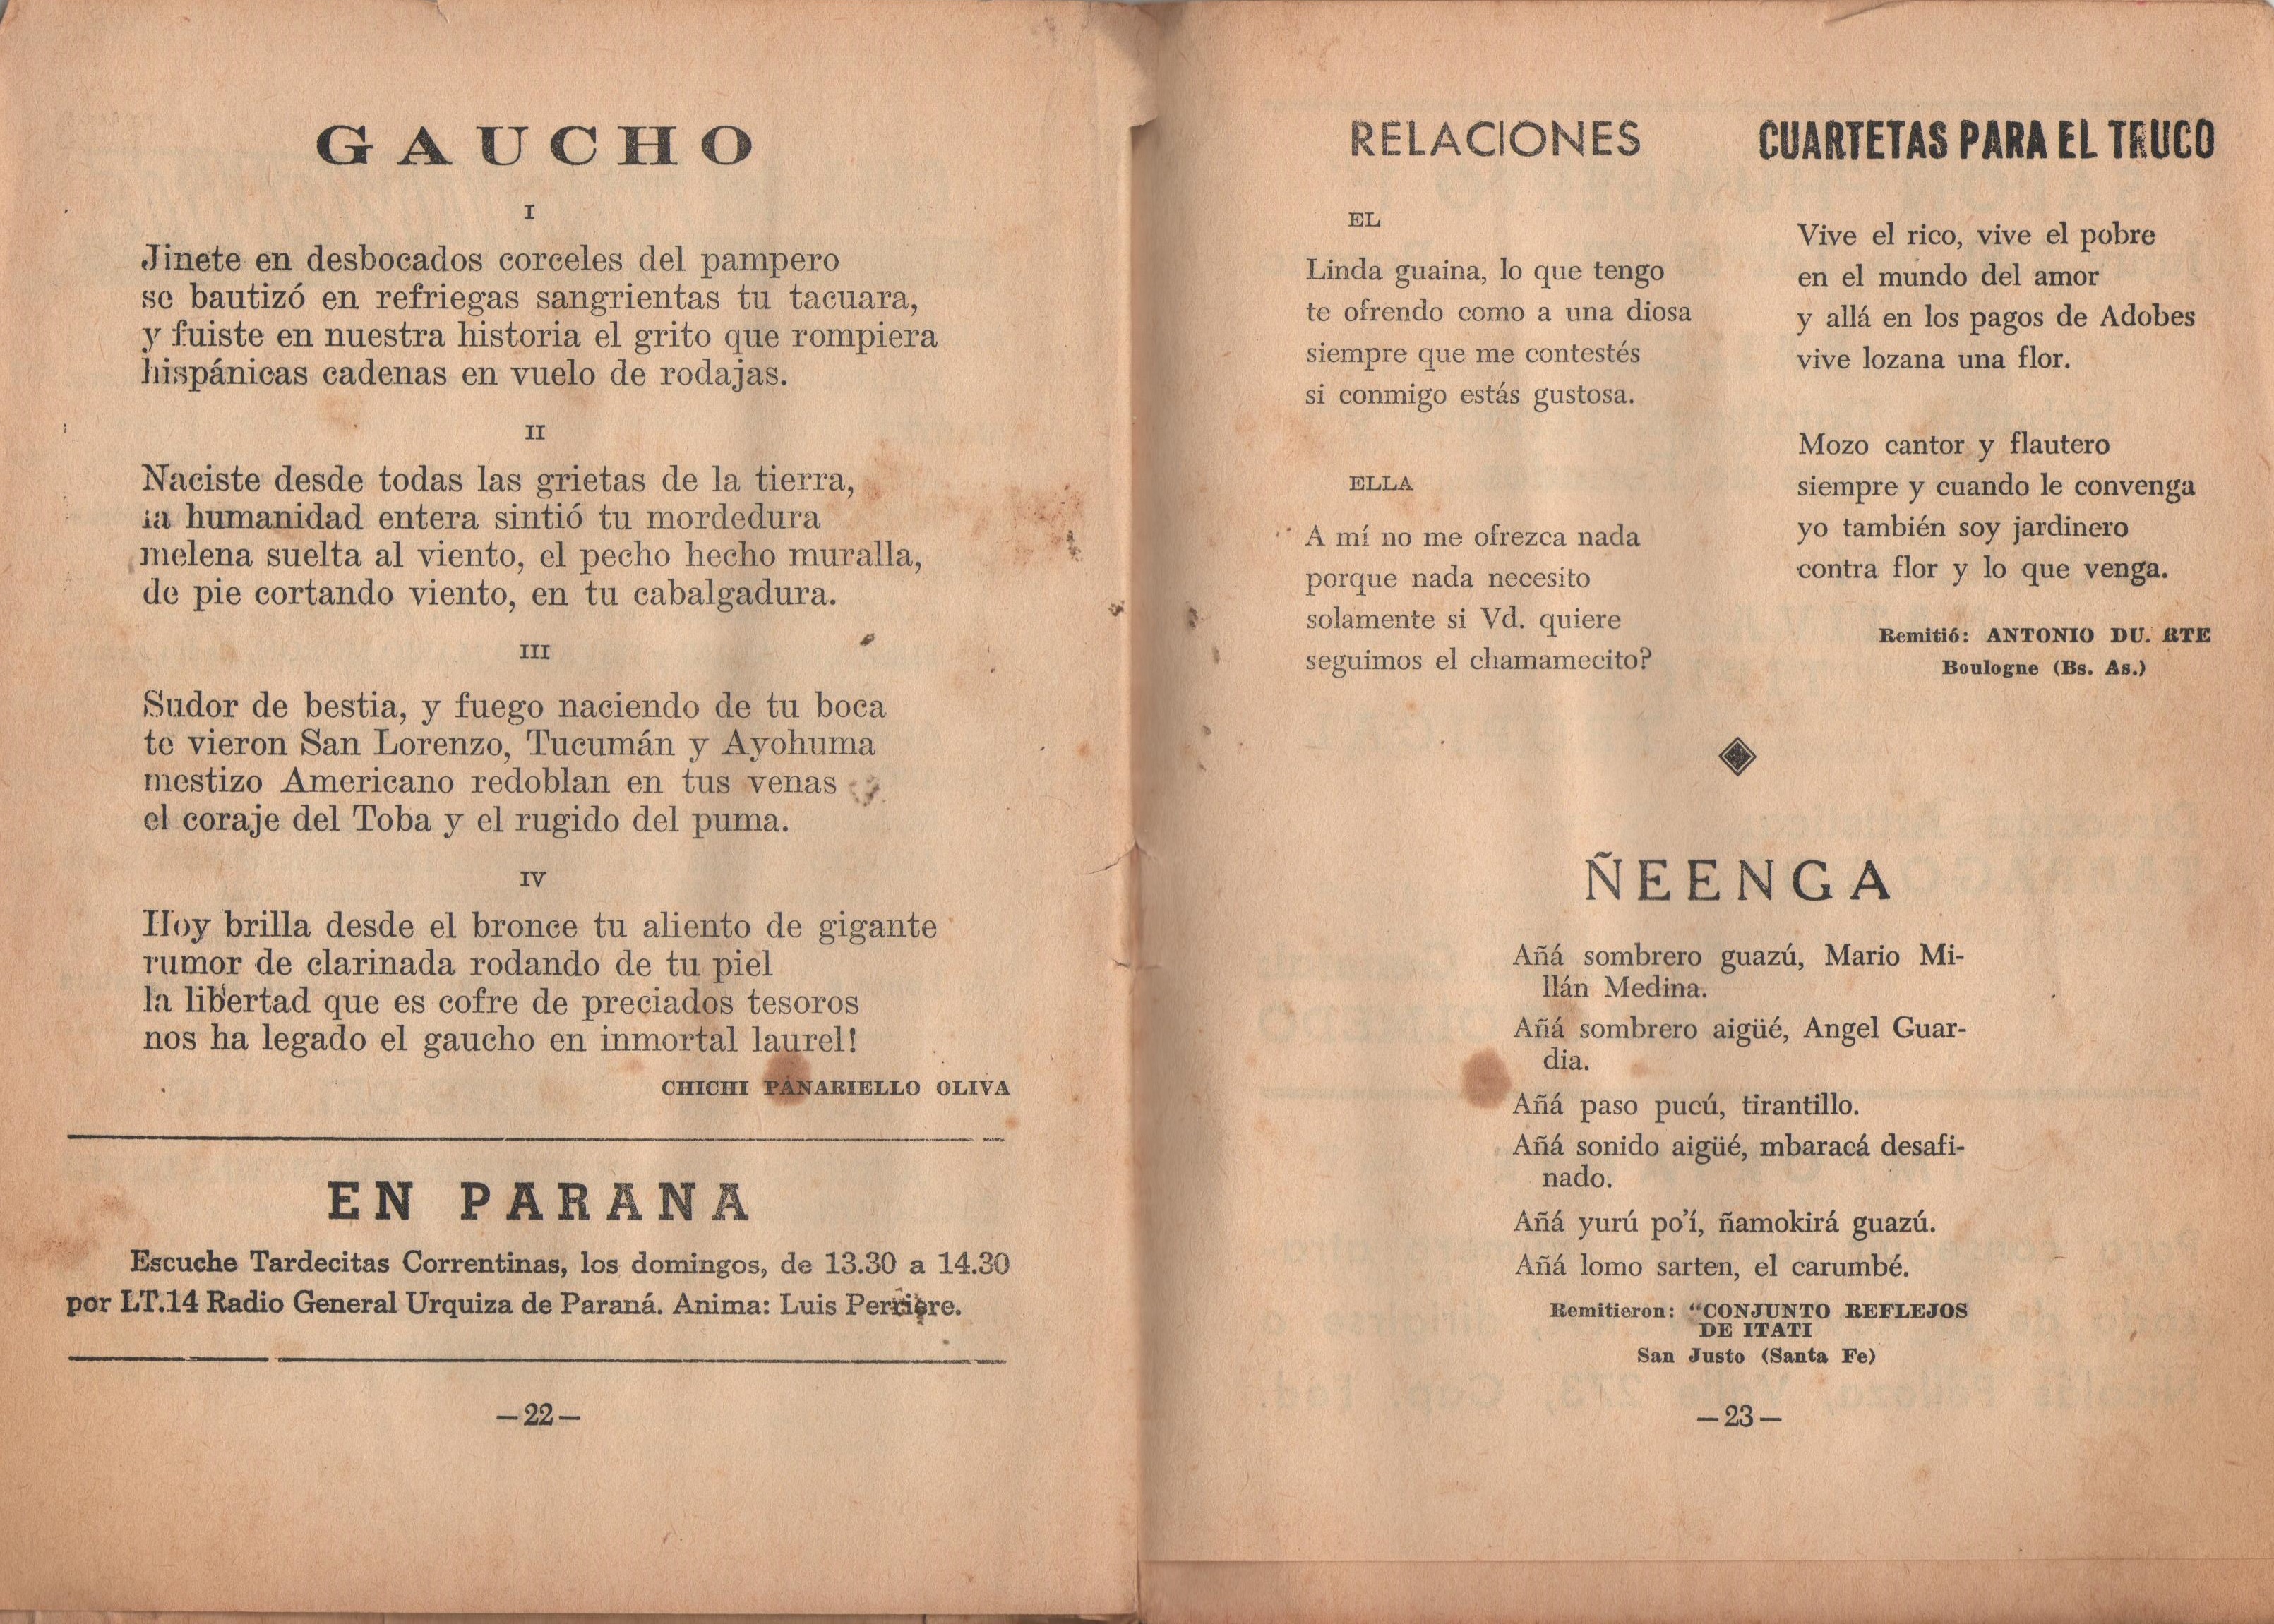 GAUCHO
I
Jinete en desbocados corceles del pampero
se bautizó en refriegas sangrientas tu tacuara,
y fuiste en nuestra historia el grito que rompiera
hispánicas cadenas en vuelo de rodajas.
II
Naciste desde todas las grietas de la tierra,
la humanidad entera sintió tu mordedura
melena suelta al viento, el pecho hecho muralla,
de pie cortando viento, en tu cabalgadura.
III
Sudor de bestia, y fuego naciendo de tu boca
te vieron San Lorenzo, Tucumán y Ayohuma
mestizo Americano redoblan en tus venas
el coraje del Toba y el rugido del puma.
IV
Hoy brilla desde el bronce tu aliento de gigante
rumor de clarinada rodando de tu piel
la libertad que es cofre de preciados tesoros
nos ha legado el gaucho en inmortal laurel!
CHICHI PANARIELLO OLIVA
EN PARANA
Escuche Tardecitas Correntinas, los domingos, de 13.30 a 14.30
por LT.14 Radio General Urquiza de Paraná. Anima: Luis Perriere.
—22—
RELACIONES
EL
Linda guaina, lo que tengo
te ofrendo como a una diosa
siempre que me contestés
si conmigo estás gustosa.
ELLA
A mí no me ofrezca nada
porque nada necesito
solamente si Vd. quiere
seguimos el chamamecito?
CUARTETAS PARA EL TRUCO
Vive el rico, vive el pobre
en el mundo del amor
y allá en los pagos de Adobes
vive lozana una flor.
Mozo cantor y flautero
siempre y cuando le convenga
yo también soy jardinero
contra flor y lo que venga.
Remitió: ANTONIO DU. RTE
Boulogne (Bs. As.)
ÑEENGA
Añá sombrero guazú, Mario Mi-
llán Medina.
Añá sombrero aigüé, Angel Guar-
dia.
Añá paso pucú, tirantillo.
Añá sonido aigüé, mbaracá desafi-
nado.
Añá yurú po'í, ñamokirá guazú.
Añá lomo sarten, el carumbé.
Remitieron: “CONJUNTO REFLEJOS
DE ITATI
San Justo (Santa Fe)
—23—